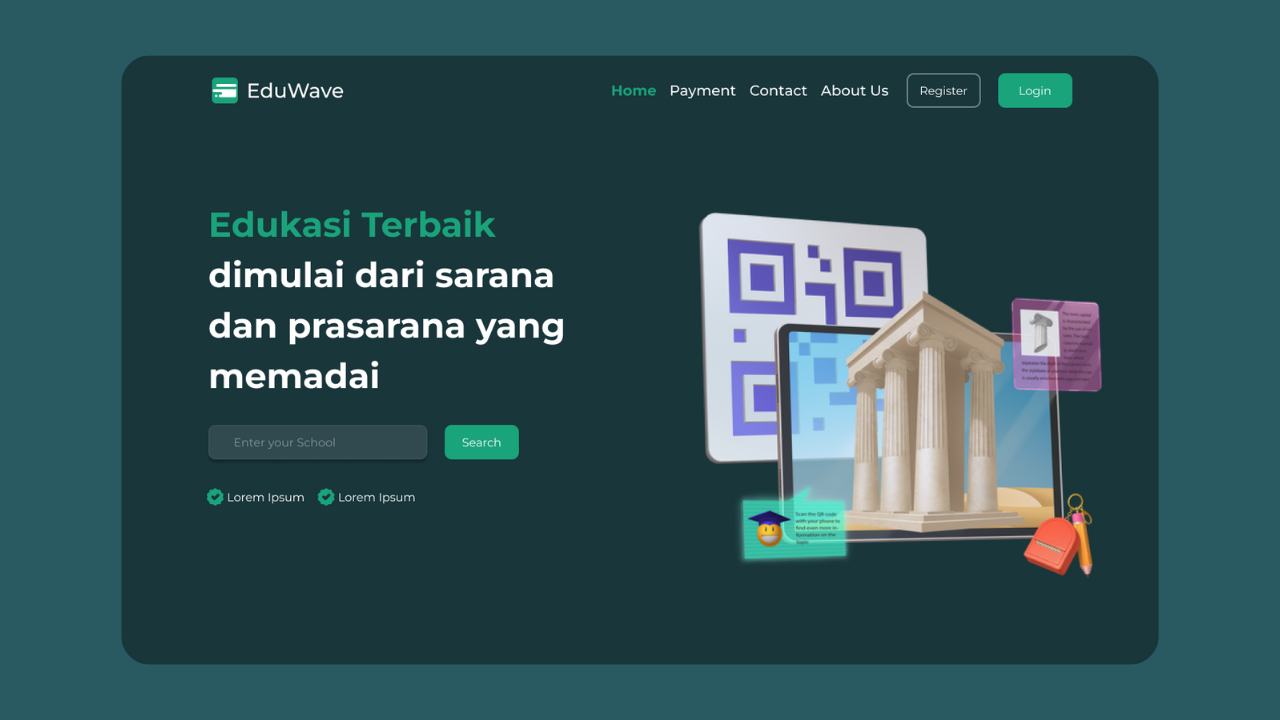 EduWave
Home Payment Contact About Us Register Login
Edukasi Terbaik
dimulai dari sarana
dan prasarana yang
memadai
Enter your School Search
Lorem Ipsum Lorem Ipsum
Scan the QR code
with your phone to
find even more in-
formation on the
topic